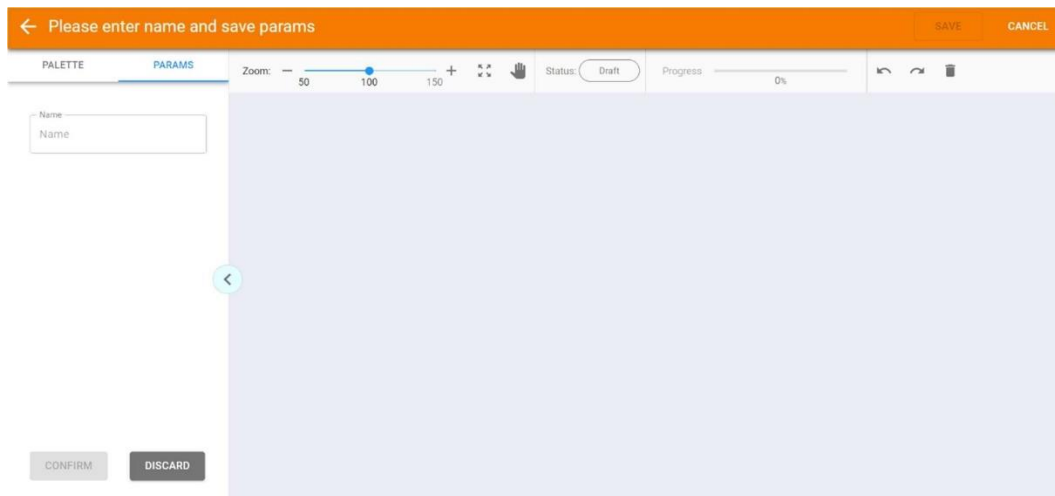 Please enter name and save params
SAVE
CANCEL
PALETTE
PARAMS
Zoom:
50
100
150
Status:
Draft
Progress
0%
Name
Name
CONFIRM
DISCARD